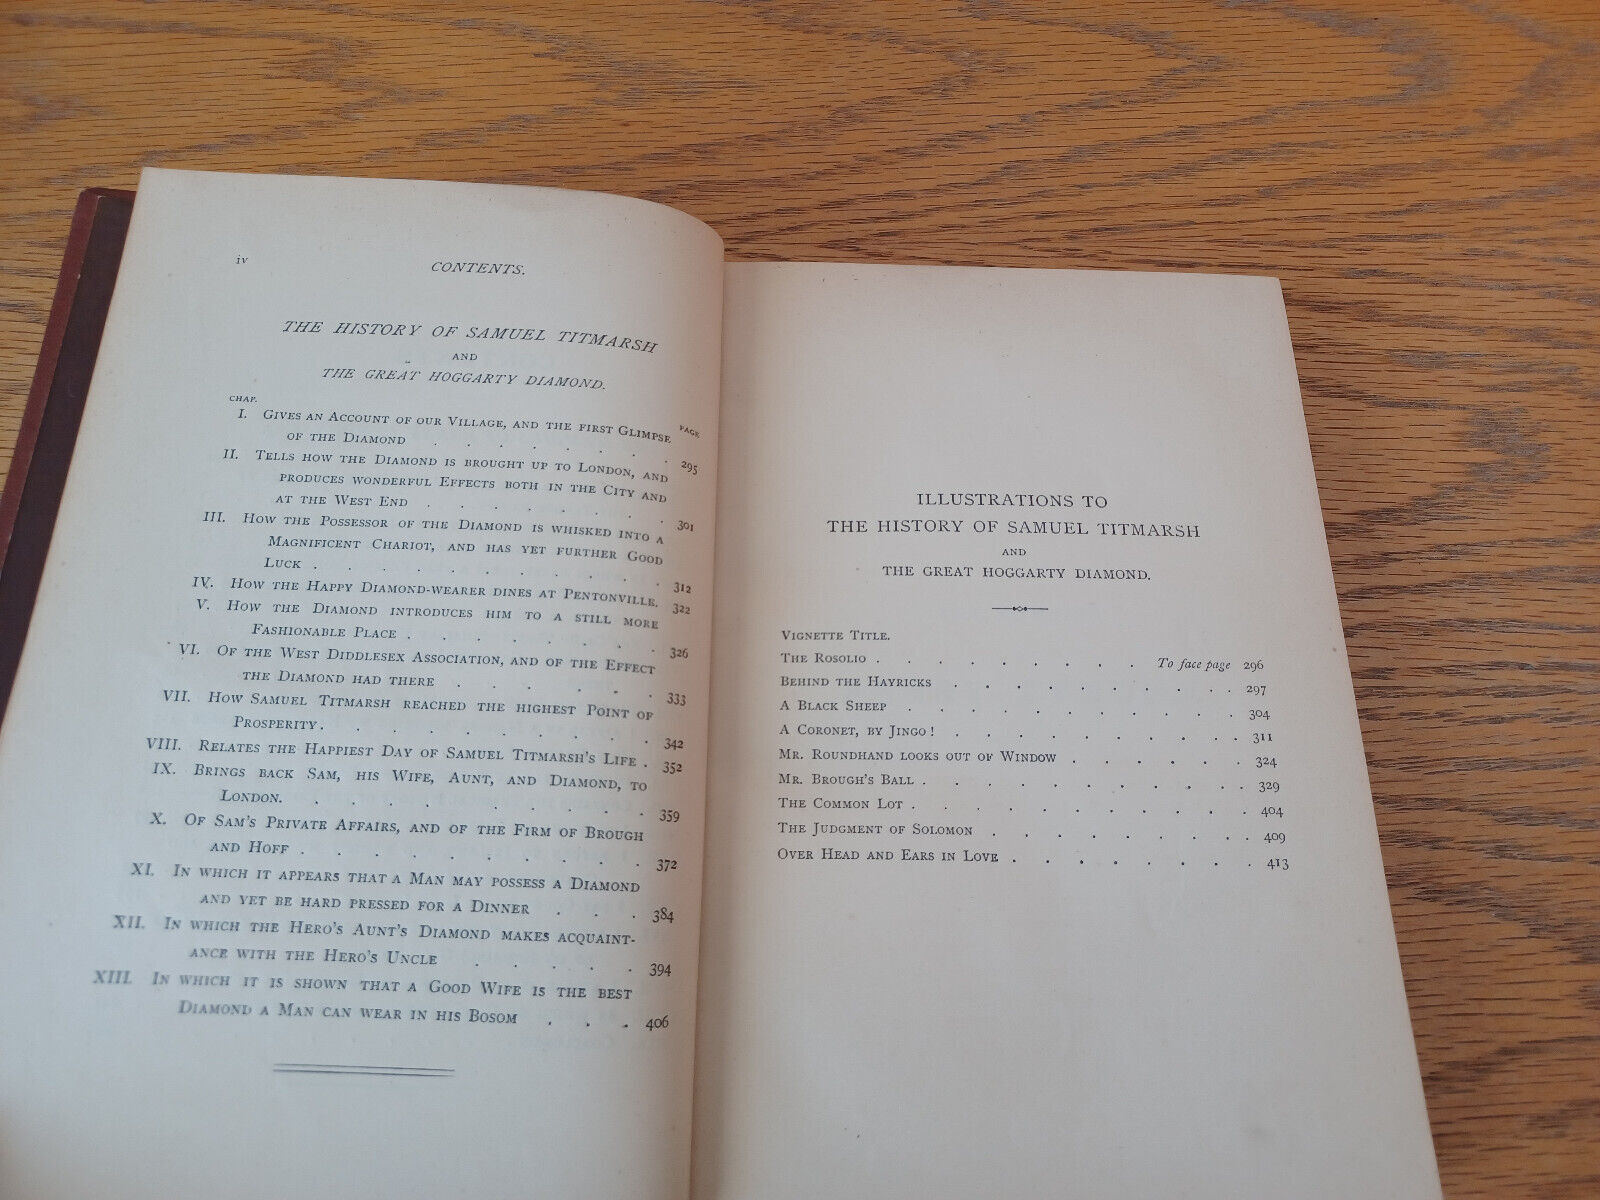 iv
CONTENTS.
THE HISTORY OF SAMUEL TITMARSH
AND
THE GREAT HOGGARTY DIAMOND.
CHAP.
PAGE
I. Gives an Account of our Village, and the first Glimpse
of the Diamond . . . . . . 295
II. Tells how the Diamond is brought up to London, and
produces wonderful Effects both in the City and
at the West End . . . . . . . 301
III. How the Possessor of the Diamond is whisked into a
Magnificent Chariot, and has yet further Good
Luck . . . . . . . . . . 312
IV. How the Happy Diamond-wearer dines at Pentonville. 322
V. How the Diamond introduces him to a still more
Fashionable Place . . . . . . . 326
VI. Of the West Diddlesex Association, and of the Effect
the Diamond had there . . . . . 333
VII. How Samuel Titmarsh reached the highest Point of
Prosperity . . . . . . . . . 342
VIII. Relates the Happiest Day of Samuel Titmarsh's Life . 352
IX. Brings back Sam, his Wife, Aunt, and Diamond, to
London. . . . . . . . . . 359
X. Of Sam's Private Affairs, and of the Firm of Brough
and Hoff . . . . . . . . . 372
XI. In which it appears that a Man may possess a Diamond
and yet be hard pressed for a Dinner . . . 384
XII. In which the Hero's Aunt's Diamond makes acquaint-
ance with the Hero's Uncle . . . . . 394
XIII. In which it is shown that a Good Wife is the best
Diamond a Man can wear in his Bosom . . . 406
ILLUSTRATIONS TO
THE HISTORY OF SAMUEL TITMARSH
AND
THE GREAT HOGGARTY DIAMOND.
Vignette Title.
The Rosolio . . . . . . . . . To face page 296
Behind the Hayricks . . . . . . . . . . 297
A Black Sheep . . . . . . . . . . . 304
A Coronet, by Jingo! . . . . . . . . . . 311
Mr. Roundhand looks out of Window . . . . . . 324
Mr. Brough's Ball . . . . . . . . . . . 329
The Common Lot . . . . . . . . . . . 404
The Judgment of Solomon . . . . . . . . 409
Over Head and Ears in Love . . . . . . . . 413